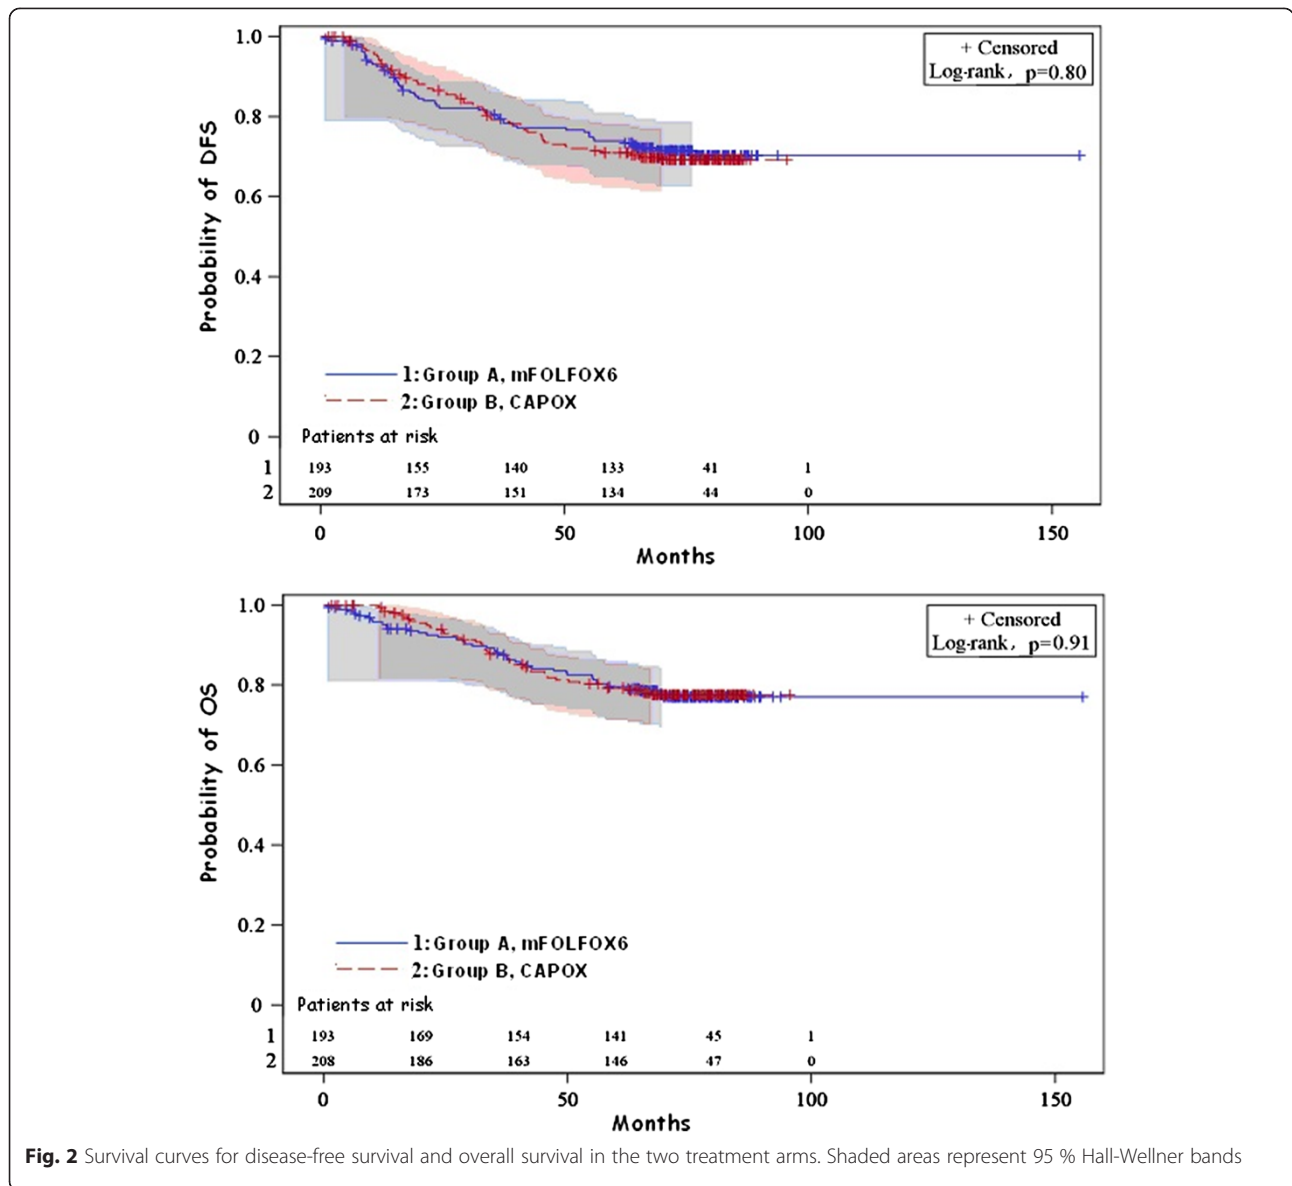 1.0
+ Censored
Log-rank, p=0.80
0.8
0.6
0.4
0.2
0
Probability of DFS
1:Group A, mFOLFOX6
2:Group B, CAPOX
Patients at risk
1 193 155 140 133 41 1
2 209 173 151 134 44 0
0 50 100 150
Months
1.0
+ Censored
Log-rank, p=0.91
0.8
0.6
0.4
0.2
0
Probability of OS
1:Group A, mFOLFOX6
2:Group B, CAPOX
Patients at risk
1 193 169 154 141 45 1
2 208 186 163 146 47 0
0 50 100 150
Months
Fig. 2 Survival curves for disease-free survival and overall survival in the two treatment arms. Shaded areas represent 95 % Hall-Wellner bands